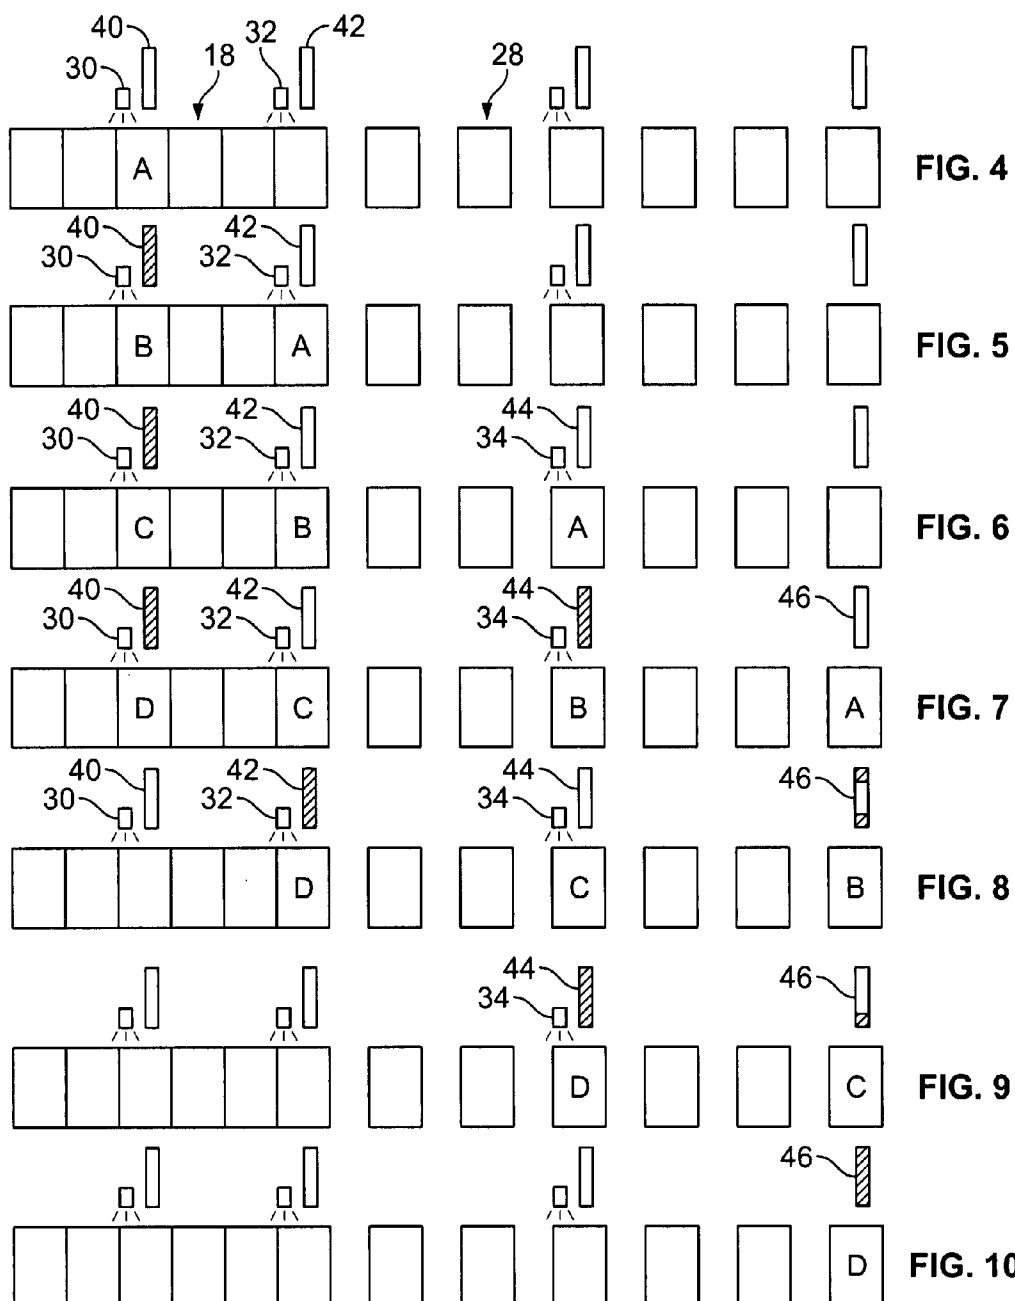 40 32 42
30 18 28
A FIG. 4
40 42
30 32
B A FIG. 5
40 42 44
30 32 34
C B A FIG. 6
40 42 44 46
30 32 34
D C B A FIG. 7
40 42 44 46
30 32 34
D C B FIG. 8
44 46
34
D C FIG. 9
46
D FIG. 10